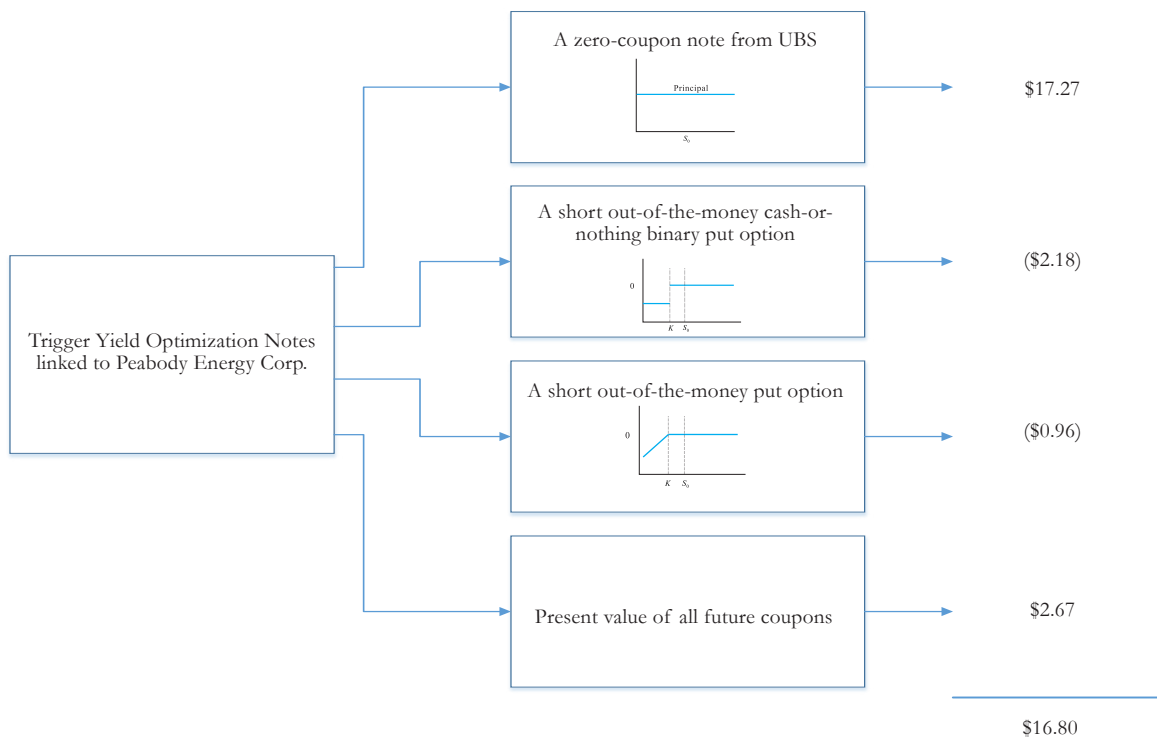 A zero-coupon note from UBS
Principal
S₀
$17.27
A short out-of-the-money cash-or-
nothing binary put option
0
K S₀
($2.18)
Trigger Yield Optimization Notes
linked to Peabody Energy Corp.
A short out-of-the-money put option
0
K S₀
($0.96)
Present value of all future coupons
$2.67
$16.80